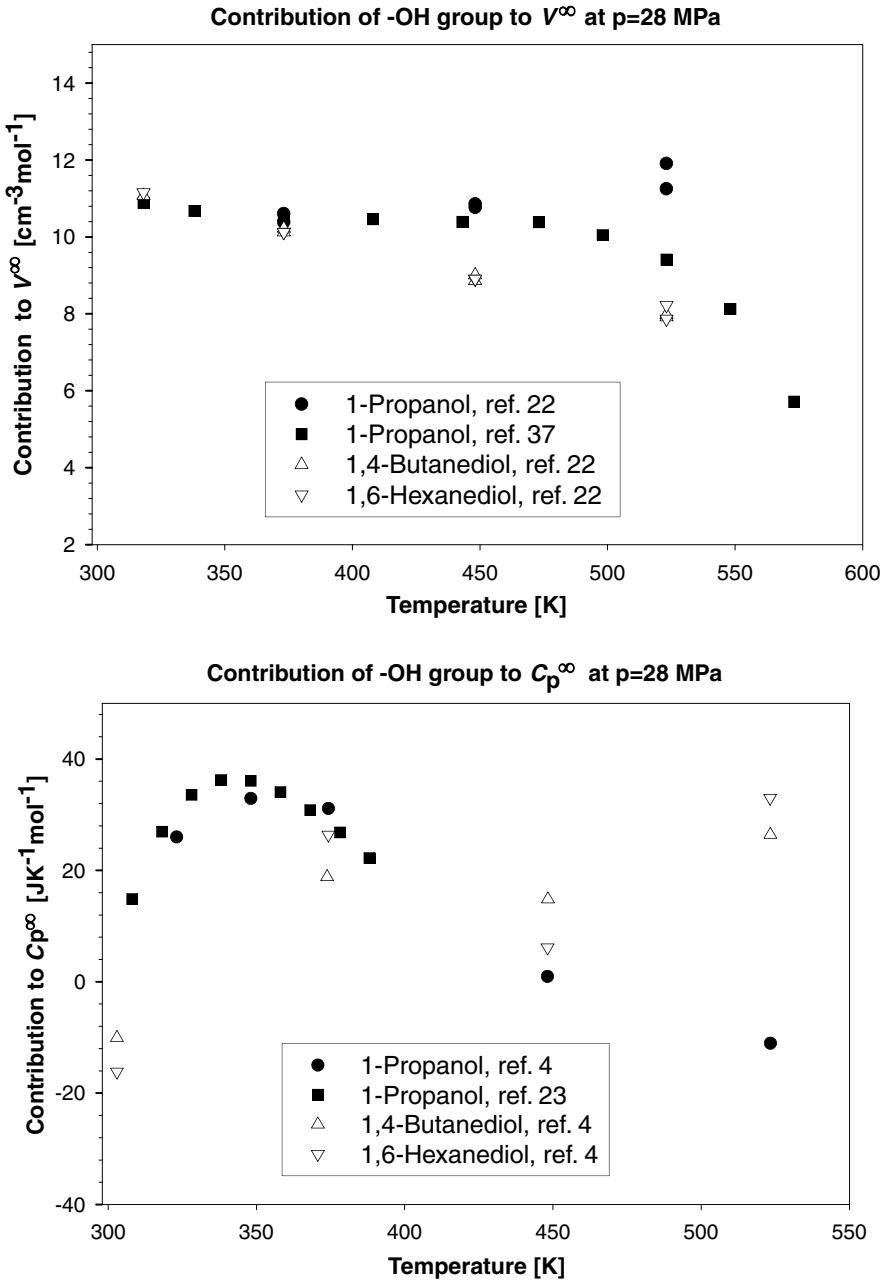 Contribution of -OH group to V∞ at p=28 MPa
Contribution to V∞ [cm-3mol-1]
14
12
10
8
6
4
2
1-Propanol, ref. 22
1-Propanol, ref. 37
1,4-Butanediol, ref. 22
1,6-Hexanediol, ref. 22
300 350 400 450 500 550 600
Temperature [K]
Contribution of -OH group to Cp∞ at p=28 MPa
Contribution to Cp∞ [JK-1mol-1]
40
20
0
-20
-40
1-Propanol, ref. 4
1-Propanol, ref. 23
1,4-Butanediol, ref. 4
1,6-Hexanediol, ref. 4
300 350 400 450 500 550
Temperature [K]